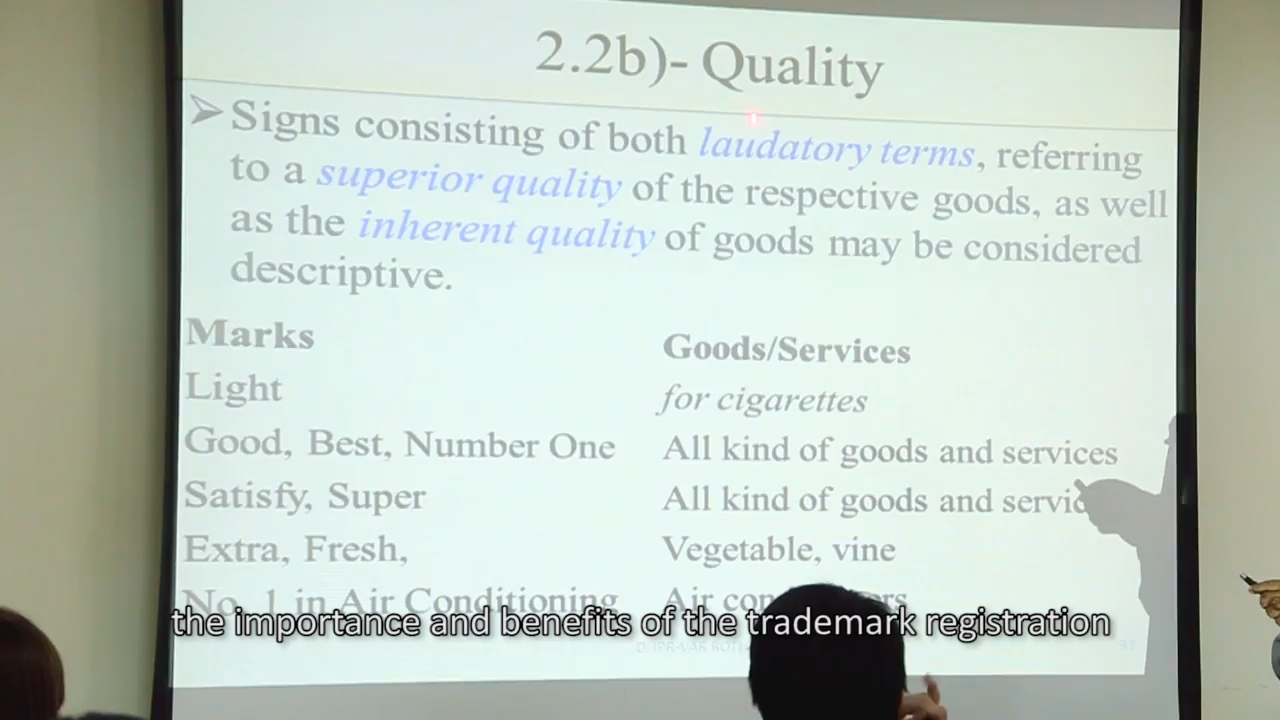 2.2b)- Quality
➢ Signs consisting of both laudatory terms, referring
to a superior quality of the respective goods, as well
as the inherent quality of goods may be considered
descriptive.
Marks Goods/Services
Light for cigarettes
Good, Best, Number One All kind of goods and services
Satisfy, Super All kind of goods and servic
Extra, Fresh, Vegetable, vine
No. 1 in Air Conditioning Air con
the importance and benefits of the trademark registration